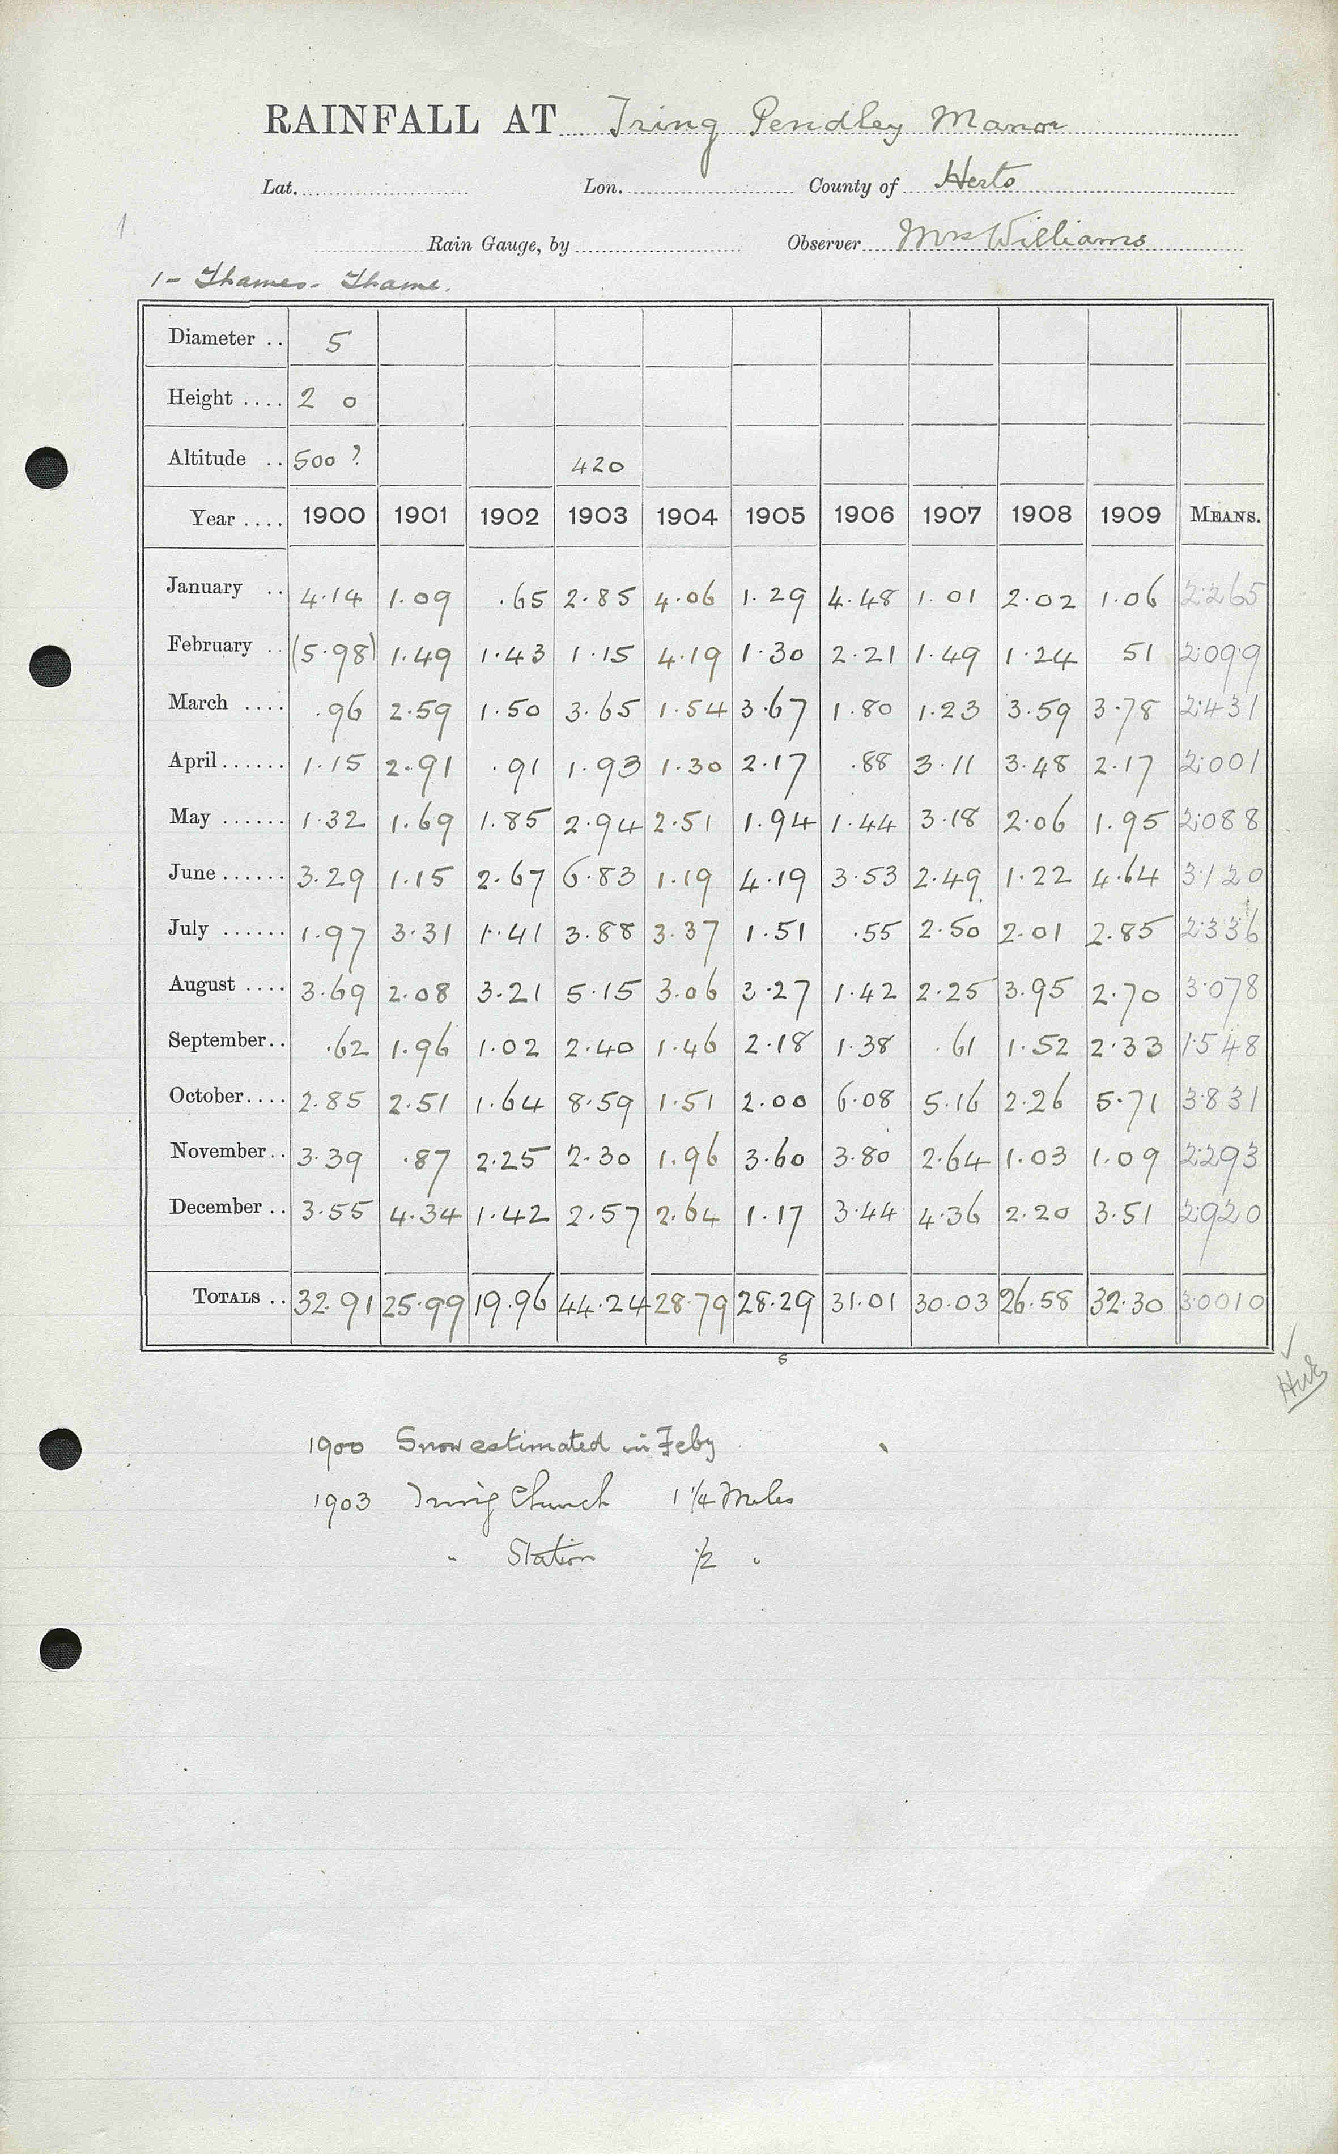 RAINFALL AT Tring Pendley Manor
Lat. Lon. County of Herts
1
Rain Gauge, by Observer Mrs Williams
1 - Thames - Thame.
Diameter .. 5
Height .... 2 0
Altitude .. 500 ? 420
Year .... 1900 1901 1902 1903 1904 1905 1906 1907 1908 1909 MEANS.
January .. 4.14 1.09 .65 2.85 4.06 1.29 4.48 1.01 2.02 1.06 2.265
February .. (5.98) 1.49 1.43 1.15 4.19 1.30 2.21 1.49 1.24 51 2.099
March .... .96 2.59 1.50 3.65 1.54 3.67 1.80 1.23 3.59 3.78 2.431
April ...... 1.15 2.91 .91 1.93 1.30 2.17 .88 3.11 3.48 2.17 2.001
May ...... 1.32 1.69 1.85 2.94 2.51 1.94 1.44 3.18 2.06 1.95 2.088
June ...... 3.29 1.15 2.67 6.83 1.19 4.19 3.53 2.49 1.22 4.64 3.120
July ...... 1.97 3.31 1.41 3.88 3.37 1.51 .55 2.50 2.01 2.85 2.336
August .... 3.69 2.08 3.21 5.15 3.06 3.27 1.42 2.25 3.95 2.70 3.078
September.. .62 1.96 1.02 2.40 1.46 2.18 1.38 .61 1.52 2.33 1.548
October.... 2.85 2.51 1.64 8.59 1.51 2.00 6.08 5.16 2.26 5.71 3.831
November.. 3.39 .87 2.25 2.30 1.96 3.60 3.80 2.64 1.03 1.09 2.293
December .. 3.55 4.34 1.42 2.57 2.64 1.17 3.44 4.36 2.20 3.51 2.920
TOTALS .. 32.91 25.99 19.96 44.24 28.79 28.29 31.01 30.03 26.58 32.30 30.010
s
1900 Snow estimated in Feby
1903 Tring Church 1 1/4 Miles
" Station 1/2 "